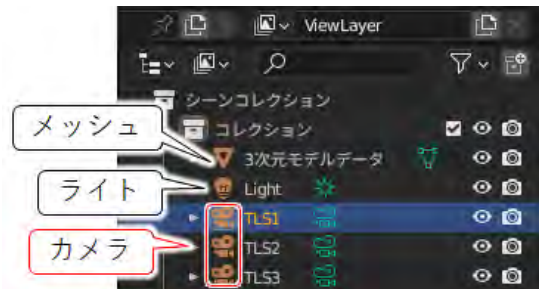 ViewLayer
シーンコレクション
メッシュ
コレクション
3次元モデルデータ
ライト
Light
TLS1
カメラ
TLS2
TLS3